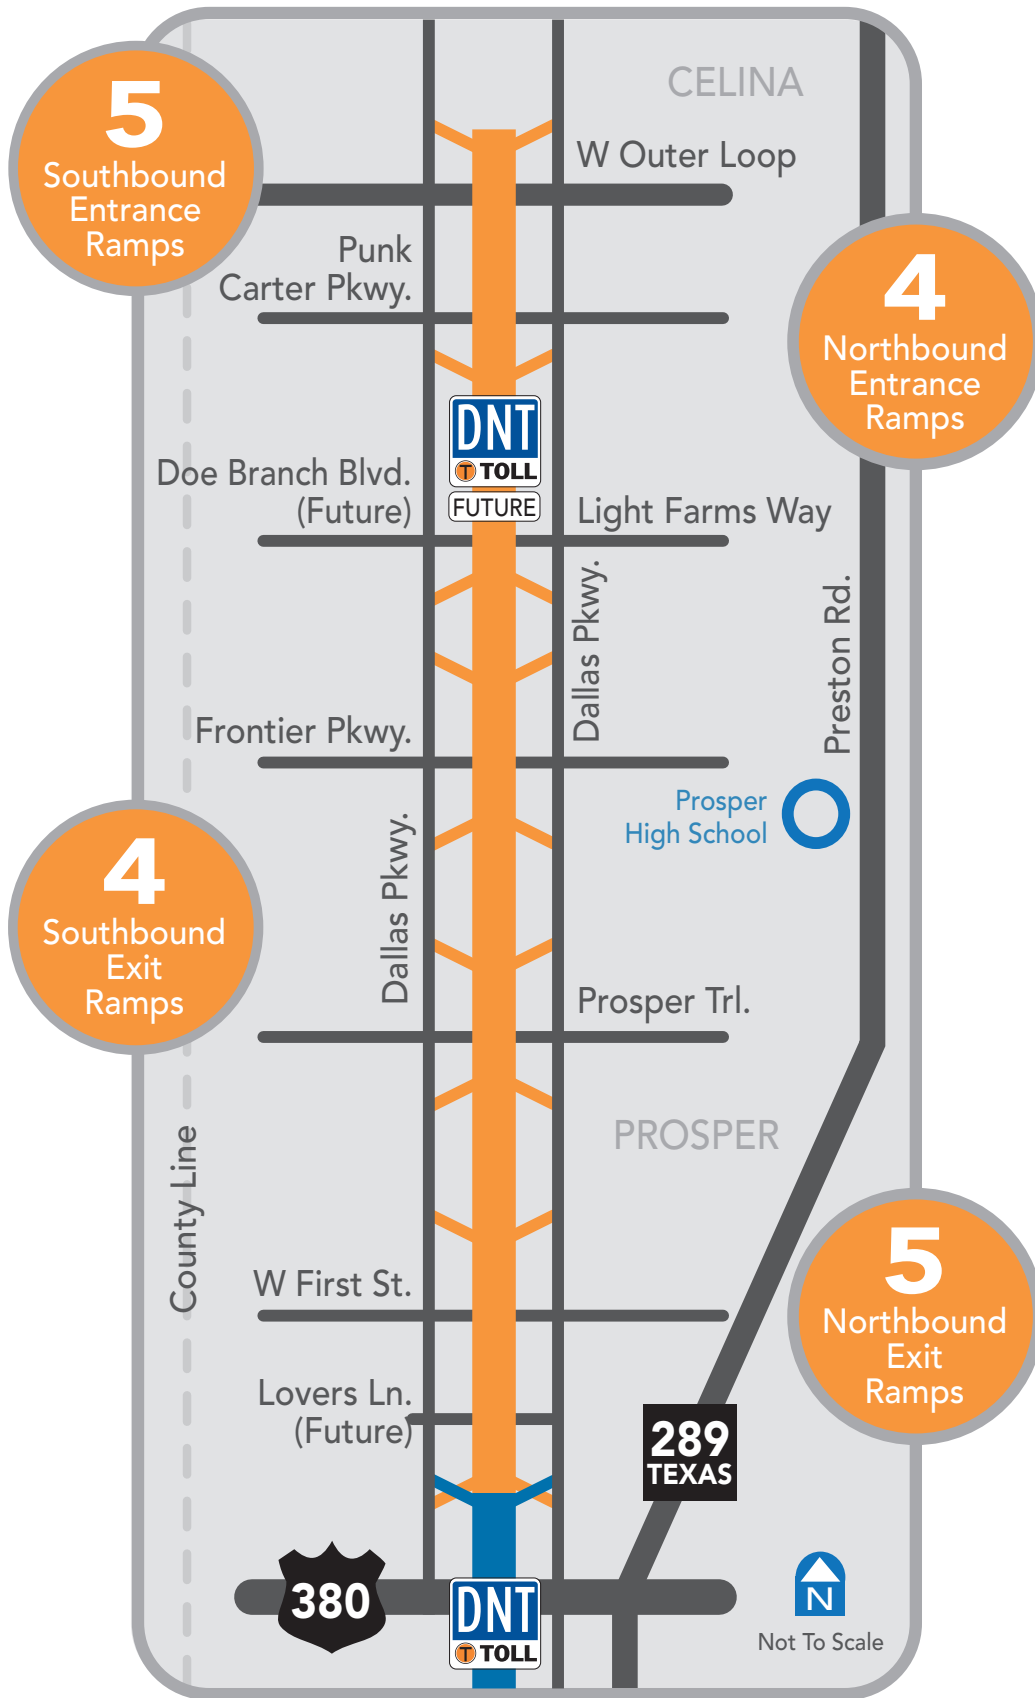 CELINA
5
Southbound
Entrance
Ramps
W Outer Loop
Punk
Carter Pkwy.
4
Northbound
Entrance
Ramps
DNT
T TOLL
FUTURE
Doe Branch Blvd.
(Future)
Light Farms Way
Dallas Pkwy.
Preston Rd.
Frontier Pkwy.
Prosper
High School
4
Southbound
Exit
Ramps
Dallas Pkwy.
Prosper Trl.
PROSPER
County Line
W First St.
5
Northbound
Exit
Ramps
Lovers Ln.
(Future)
289
TEXAS
380
DNT
T TOLL
N
Not To Scale